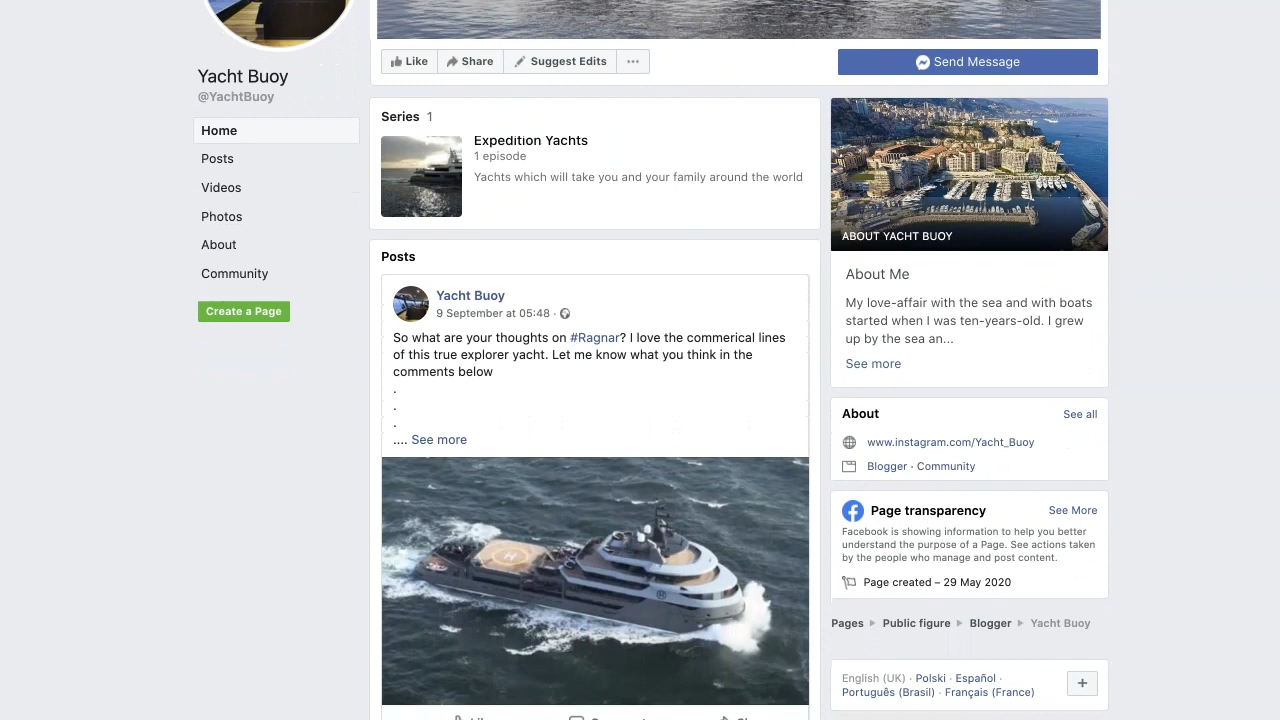 Like
Share
Suggest Edits
Send Message
Yacht Buoy
@YachtBuoy
Home
Posts
Videos
Photos
About
Community
Create a Page
Series 1
Expedition Yachts
1 episode
Yachts which will take you and your family around the world
Posts
Yacht Buoy
9 September at 05:48 ·
So what are your thoughts on #Ragnar? I love the commerical lines
of this true explorer yacht. Let me know what you think in the
comments below
.
.
.
.... See more
H
ABOUT YACHT BUOY
About Me
My love-affair with the sea and with boats
started when I was ten-years-old. I grew
up by the sea an...
See more
About
See all
www.instagram.com/Yacht_Buoy
Blogger · Community
Page transparency
See More
Facebook is showing information to help you better
understand the purpose of a Page. See actions taken
by the people who manage and post content.
Page created – 29 May 2020
Pages
Public figure
Blogger
Yacht Buoy
English (UK) · Polski · Español ·
Português (Brasil) · Français (France)
+